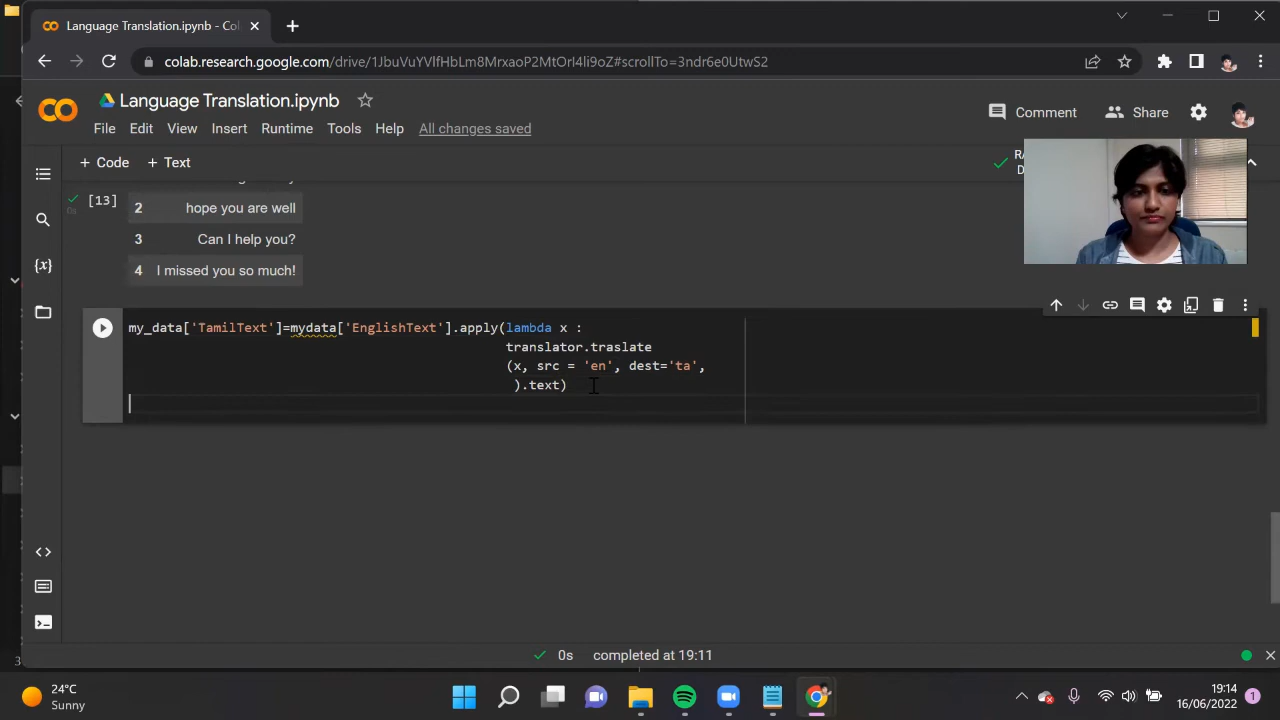 Language Translation.ipynb - Col
colab.research.google.com/drive/1JbuVuYVlfHbLm8MrxaoP2MtOrl4li9oZ#scrollTo=3ndr6e0UtwS2
Language Translation.ipynb
File Edit View Insert Runtime Tools Help All changes saved
Comment Share
+ Code + Text
[13]
0s
2 hope you are well
3 Can I help you?
4 I missed you so much!
my_data['TamilText']=mydata['EnglishText'].apply(lambda x :
translator.traslate
(x, src = 'en', dest='ta',
).text)
0s completed at 19:11
24°C
Sunny
19:14
16/06/2022
1